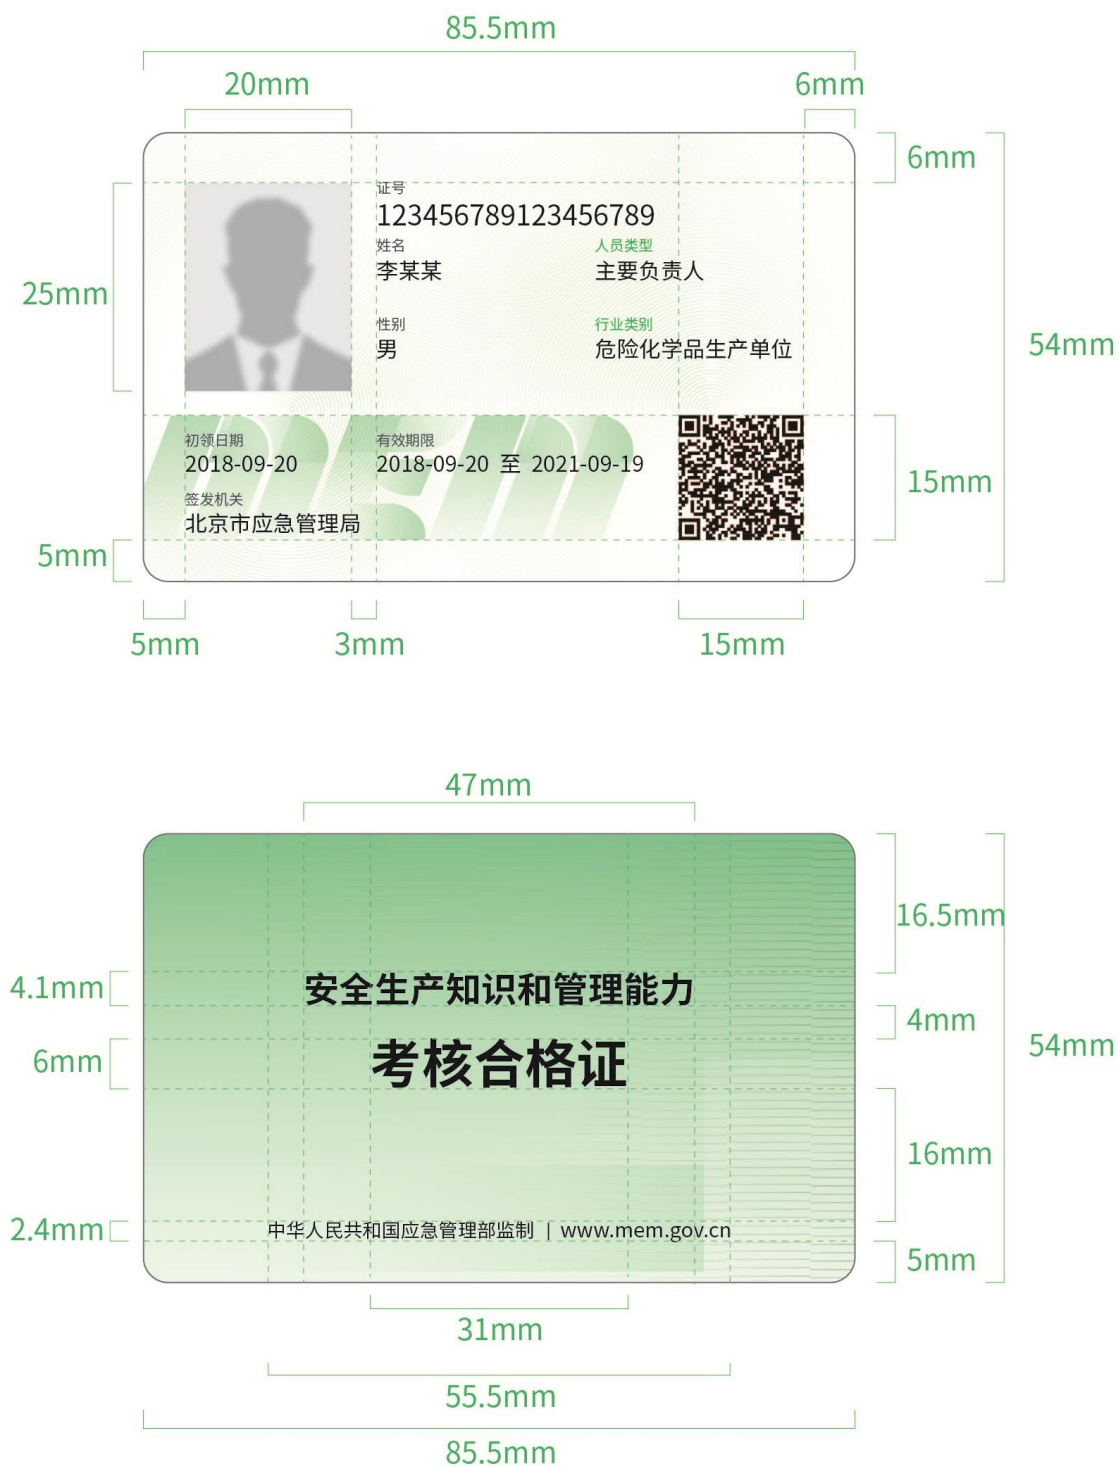 85.5mm
20mm
6mm
6mm
证号
123456789123456789
姓名
人员类型
李某某
主要负责人
25mm
性别
行业类别
54mm
男
危险化学品生产单位
mem
初领日期
有效期限
2018-09-20
2018-09-20 至 2021-09-19
15mm
签发机关
北京市应急管理局
5mm
5mm
3mm
15mm
47mm
16.5mm
4.1mm
安全生产知识和管理能力
4mm
54mm
6mm
考核合格证
16mm
2.4mm
中华人民共和国应急管理部监制 | www.mem.gov.cn
5mm
31mm
55.5mm
85.5mm